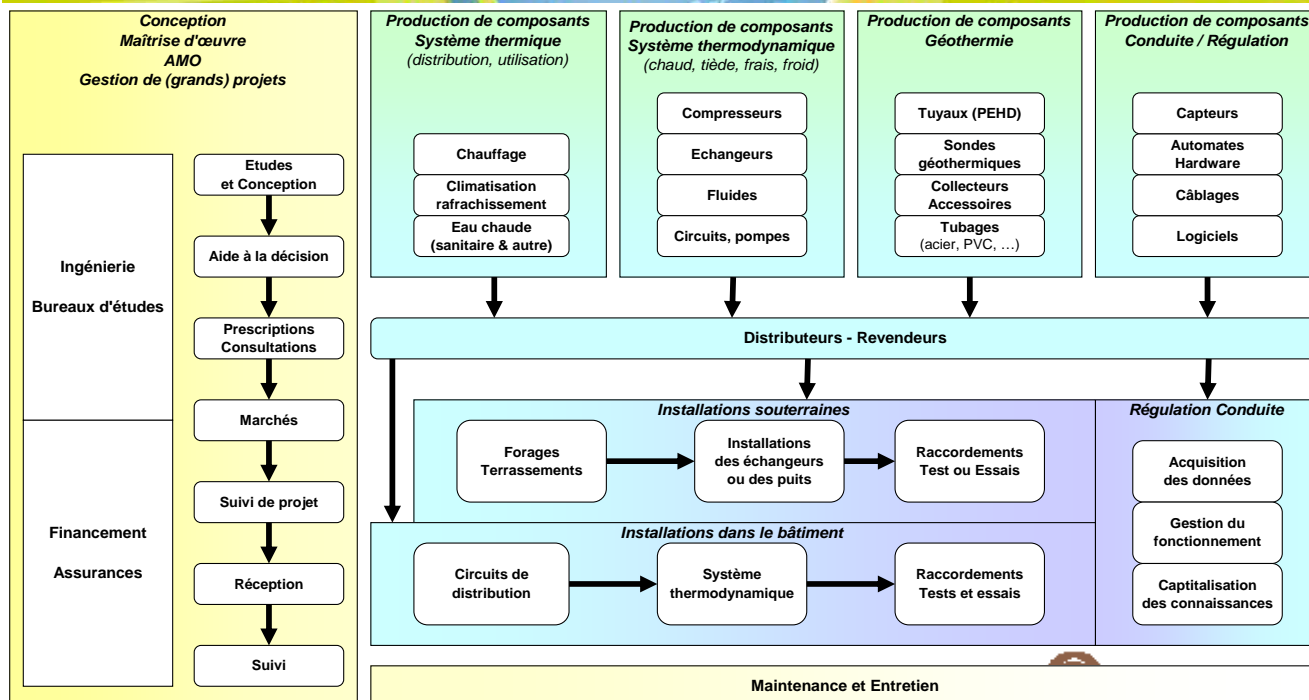 Conception
Maîtrise d'œuvre
AMO
Gestion de (grands) projets
Ingénierie
Bureaux d'études
Financement
Assurances
Etudes
et Conception
Aide à la décision
Prescriptions
Consultations
Marchés
Suivi de projet
Réception
Suivi
Production de composants
Système thermique
(distribution, utilisation)
Chauffage
Climatisation
rafrachissement
Eau chaude
(sanitaire & autre)
Production de composants
Système thermodynamique
(chaud, tiède, frais, froid)
Compresseurs
Echangeurs
Fluides
Circuits, pompes
Production de composants
Géothermie
Tuyaux (PEHD)
Sondes
géothermiques
Collecteurs
Accessoires
Tubages
(acier, PVC, …)
Production de composants
Conduite / Régulation
Capteurs
Automates
Hardware
Câblages
Logiciels
Distributeurs - Revendeurs
Installations souterraines
Forages
Terrassements
Installations
des échangeurs
ou des puits
Raccordements
Test ou Essais
Installations dans le bâtiment
Circuits de
distribution
Système
thermodynamique
Raccordements
Tests et essais
Régulation Conduite
Acquisition
des données
Gestion du
fonctionnement
Captitalisation
des connaissances
Maintenance et Entretien